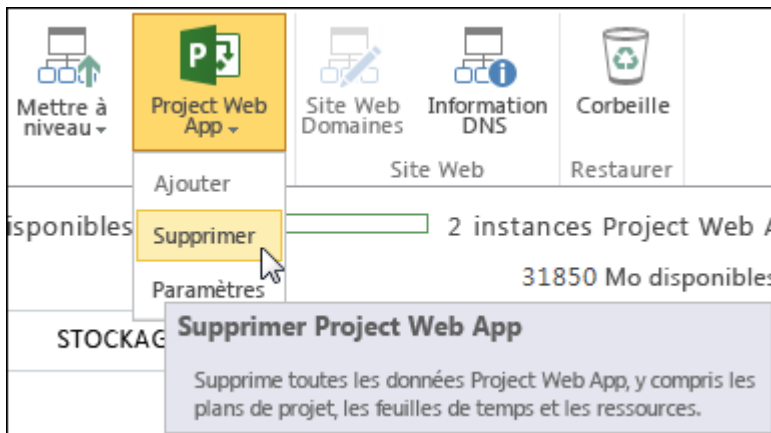 Mettre à
niveau
Project Web
App
Site Web
Domaines
Information
DNS
Corbeille
Site Web
Restaurer
Ajouter
Supprimer
Paramètres
2 instances Project Web
31850 Mo disponibles
Supprimer Project Web App
Supprime toutes les données Project Web App, y compris les
plans de projet, les feuilles de temps et les ressources.